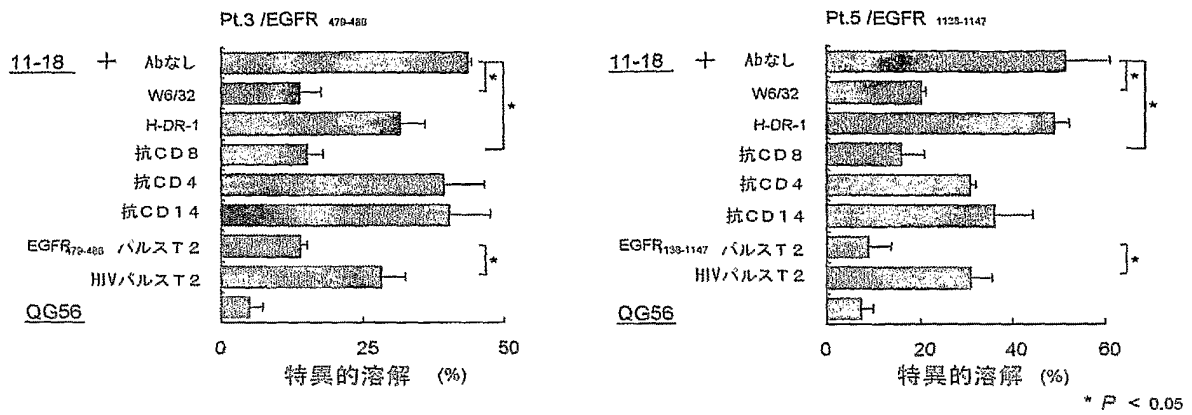 Pt.3 /EGFR 479-486
11-18 + Abなし
W6/32
H-DR-1
抗CD8
抗CD4
抗CD14
EGFR479-486 パルスT2
HIVパルスT2
QG56
0 25 50
特異的溶解 (%)
Pt.5 /EGFR 1138-1147
11-18 + Abなし
W6/32
H-DR-1
抗CD8
抗CD4
抗CD14
EGFR1138-1147 パルスT2
HIVパルスT2
QG56
0 20 40 60
特異的溶解 (%)
* * * *
* *
* P < 0.05